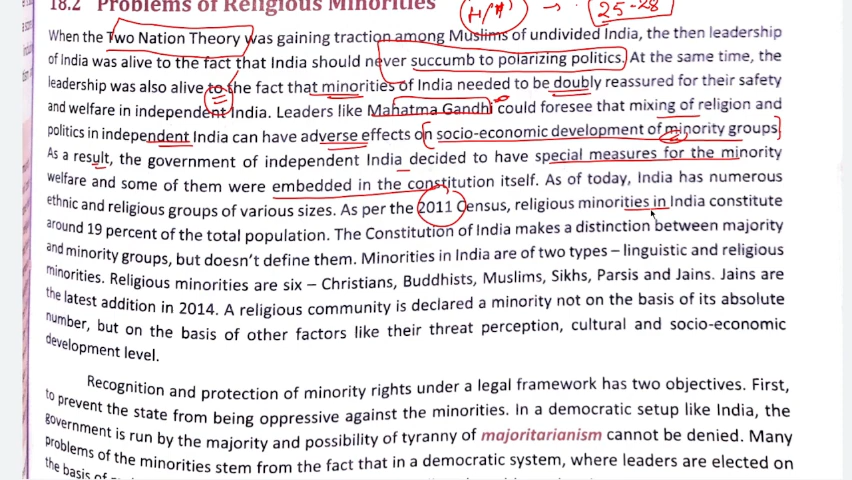 18.2 Problems of Religious Minorities
H/M → 25-28
When the Two Nation Theory was gaining traction among Muslims of undivided India, the then leadership
of India was alive to the fact that India should never succumb to polarizing politics. At the same time, the
leadership was also alive to the fact that minorities of India needed to be doubly reassured for their safety
and welfare in independent India. Leaders like Mahatma Gandhi could foresee that mixing of religion and
politics in independent India can have adverse effects on socio-economic development of minority groups.
As a result, the government of independent India decided to have special measures for the minority
welfare and some of them were embedded in the constitution itself. As of today, India has numerous
ethnic and religious groups of various sizes. As per the 2011 Census, religious minorities in India constitute
around 19 percent of the total population. The Constitution of India makes a distinction between majority
and minority groups, but doesn't define them. Minorities in India are of two types – linguistic and religious
minorities. Religious minorities are six – Christians, Buddhists, Muslims, Sikhs, Parsis and Jains. Jains are
the latest addition in 2014. A religious community is declared a minority not on the basis of its absolute
number, but on the basis of other factors like their threat perception, cultural and socio-economic
development level.
Recognition and protection of minority rights under a legal framework has two objectives. First,
to prevent the state from being oppressive against the minorities. In a democratic setup like India, the
government is run by the majority and possibility of tyranny of majoritarianism cannot be denied. Many
problems of the minorities stem from the fact that in a democratic system, where leaders are elected on
the basis of